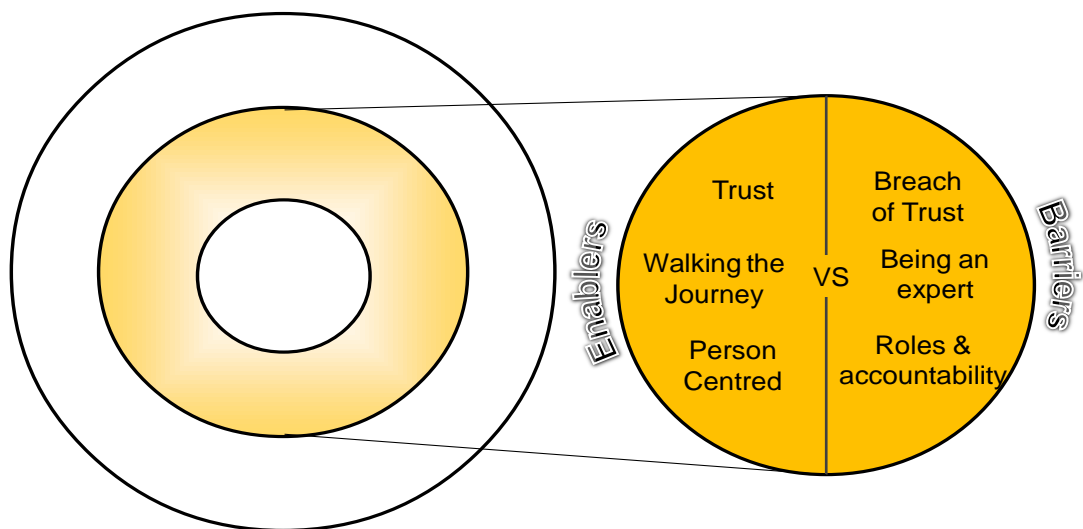 Enablers
Trust
Walking the
Journey
Person
Centred
VS
Breach
of Trust
Being an
expert
Roles &
accountability
Barriers